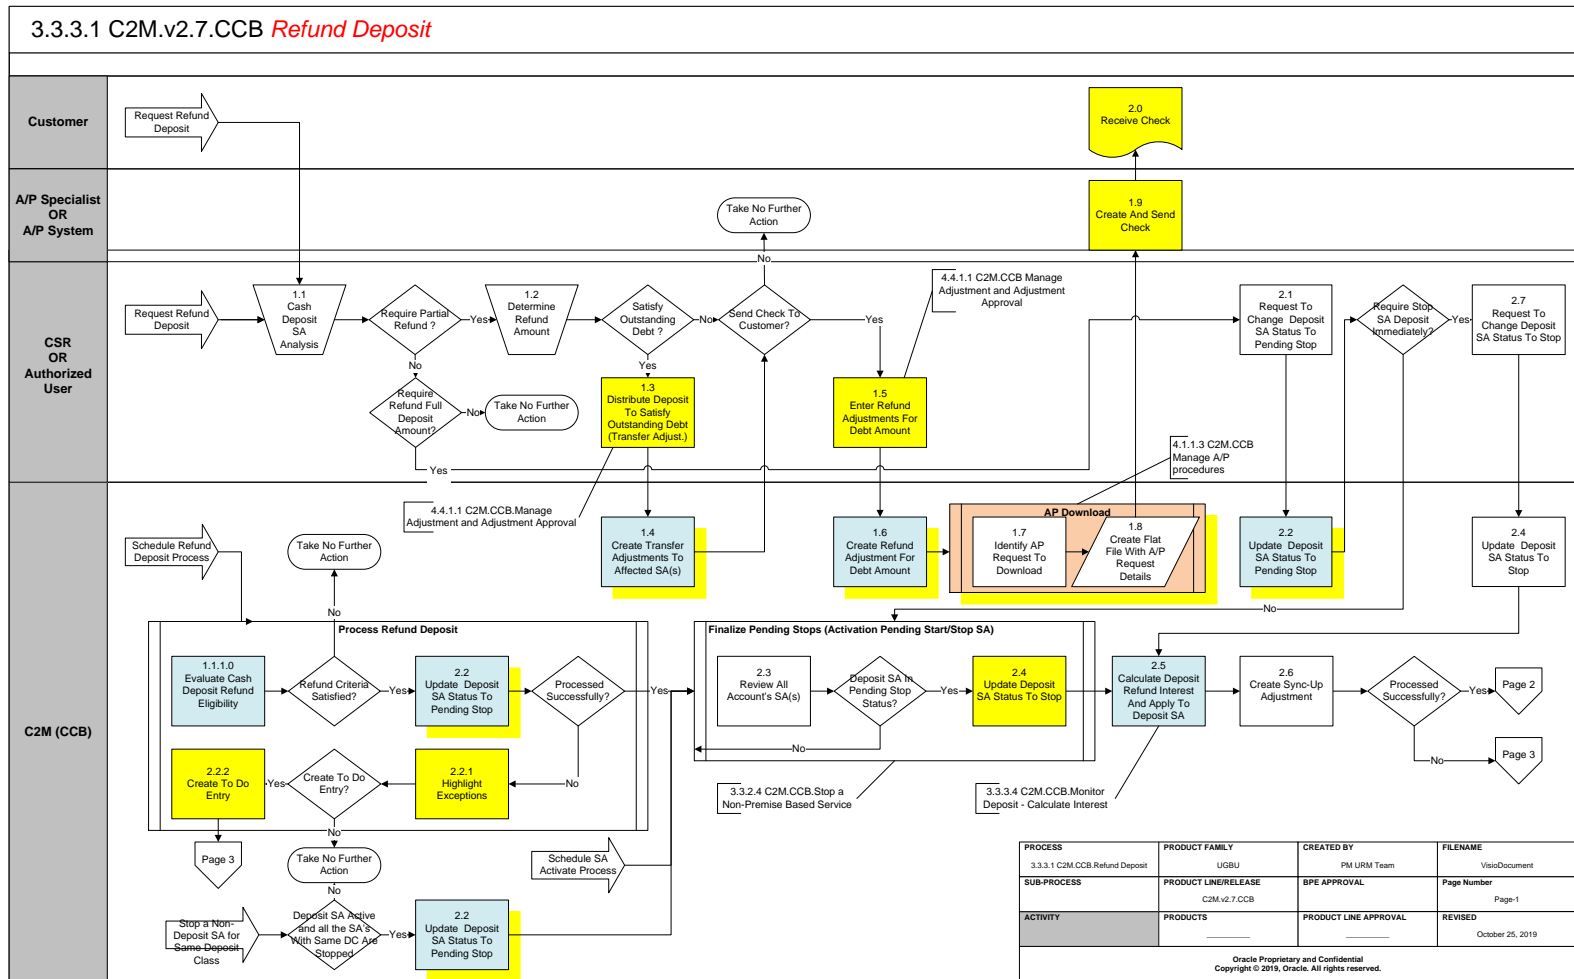 3.3.3.1 C2M.v2.7.CCB Refund Deposit
Customer
Request Refund
Deposit
2.0
Receive Check
A/P Specialist
OR
A/P System
Take No Further
Action
1.9
Create And Send
Check
No
CSR
OR
Authorized
User
Request Refund
Deposit
1.1
Cash
Deposit
SA
Analysis
Require Partial
Refund ?
Yes
1.2
Determine
Refund
Amount
Satisfy
Outstanding
Debt ?
No
Send Check To
Customer?
Yes
4.4.1.1 C2M.CCB Manage
Adjustment and Adjustment
Approval
2.1
Request To
Change Deposit
SA Status To
Pending Stop
Require Stop
SA Deposit
Immediately?
Yes
2.7
Request To
Change Deposit
SA Status To Stop
No
Require
Refund Full
Deposit
Amount?
No
Take No Further
Action
Yes
1.3
Distribute Deposit
To Satisfy
Outstanding Debt
(Transfer Adjust.)
1.5
Enter Refund
Adjustments For
Debt Amount
4.1.1.3 C2M.CCB
Manage A/P
procedures
Yes
C2M (CCB)
4.4.1.1 C2M.CCB.Manage
Adjustment and Adjustment Approval
1.4
Create Transfer
Adjustments To
Affected SA(s)
1.6
Create Refund
Adjustment For
Debt Amount
AP Download
1.7
Identify AP
Request To
Download
1.8
Create Flat
File With A/P
Request
Details
2.2
Update Deposit
SA Status To
Pending Stop
2.4
Update Deposit
SA Status To
Stop
Schedule Refund
Deposit Process
Take No Further
Action
No
No
Process Refund Deposit
1.1.1.0
Evaluate Cash
Deposit Refund
Eligibility
Refund Criteria
Satisfied?
Yes
2.2
Update Deposit
SA Status To
Pending Stop
Processed
Successfully?
Yes
Finalize Pending Stops (Activation Pending Start/Stop SA)
2.3
Review All
Account's SA(s)
Deposit SA In
Pending Stop
Status?
Yes
2.4
Update Deposit
SA Status To Stop
No
2.5
Calculate Deposit
Refund Interest
And Apply To
Deposit SA
2.6
Create Sync-Up
Adjustment
Processed
Successfully?
Yes
Page 2
No
Page 3
2.2.2
Create To Do
Entry
Yes
Create To Do
Entry?
2.2.1
Highlight
Exceptions
No
3.3.2.4 C2M.CCB.Stop a
Non-Premise Based Service
3.3.3.4 C2M.CCB.Monitor
Deposit - Calculate Interest
No
Page 3
Take No Further
Action
Schedule SA
Activate Process
No
Stop a Non-
Deposit SA for
Same Deposit
Class
Deposit SA Active
and all the SA's
With Same DC Are
Stopped
Yes
2.2
Update Deposit
SA Status To
Pending Stop
PROCESS
3.3.3.1 C2M.CCB.Refund Deposit
PRODUCT FAMILY
UGBU
CREATED BY
PM URM Team
FILENAME
VisioDocument
SUB-PROCESS
PRODUCT LINE/RELEASE
C2M.v2.7.CCB
BPE APPROVAL
Page Number
Page-1
ACTIVITY
PRODUCTS
PRODUCT LINE APPROVAL
REVISED
October 25, 2019
Oracle Proprietary and Confidential
Copyright © 2019, Oracle. All rights reserved.